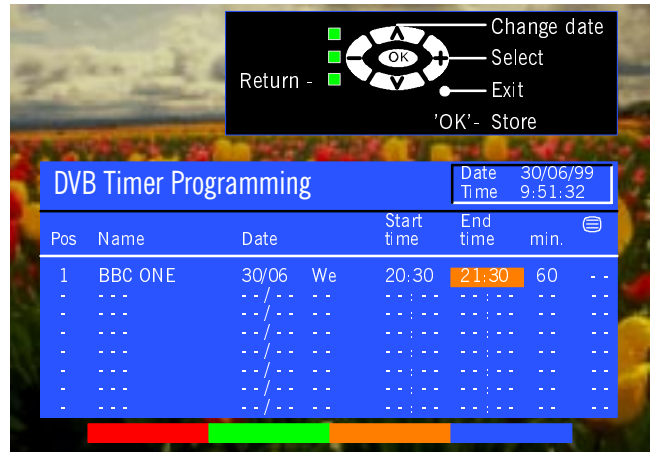 Change date
OK
Select
Return -
Exit
'OK'- Store
DVB Timer Programming
Date 30/06/99
Time 9:51:32
Pos Name Date Start time End time min.
1 BBC ONE 30/06 We 20:30 21:30 60 - -
- - - - - -/- - - - - -:- - - -:- - - - - -
- - - - - -/- - - - - -:- - - -:- - - - - -
- - - - - -/- - - - - -:- - - -:- - - - - -
- - - - - -/- - - - - -:- - - -:- - - - - -
- - - - - -/- - - - - -:- - - -:- - - - - -
- - - - - -/- - - - - -:- - - -:- - - - - -